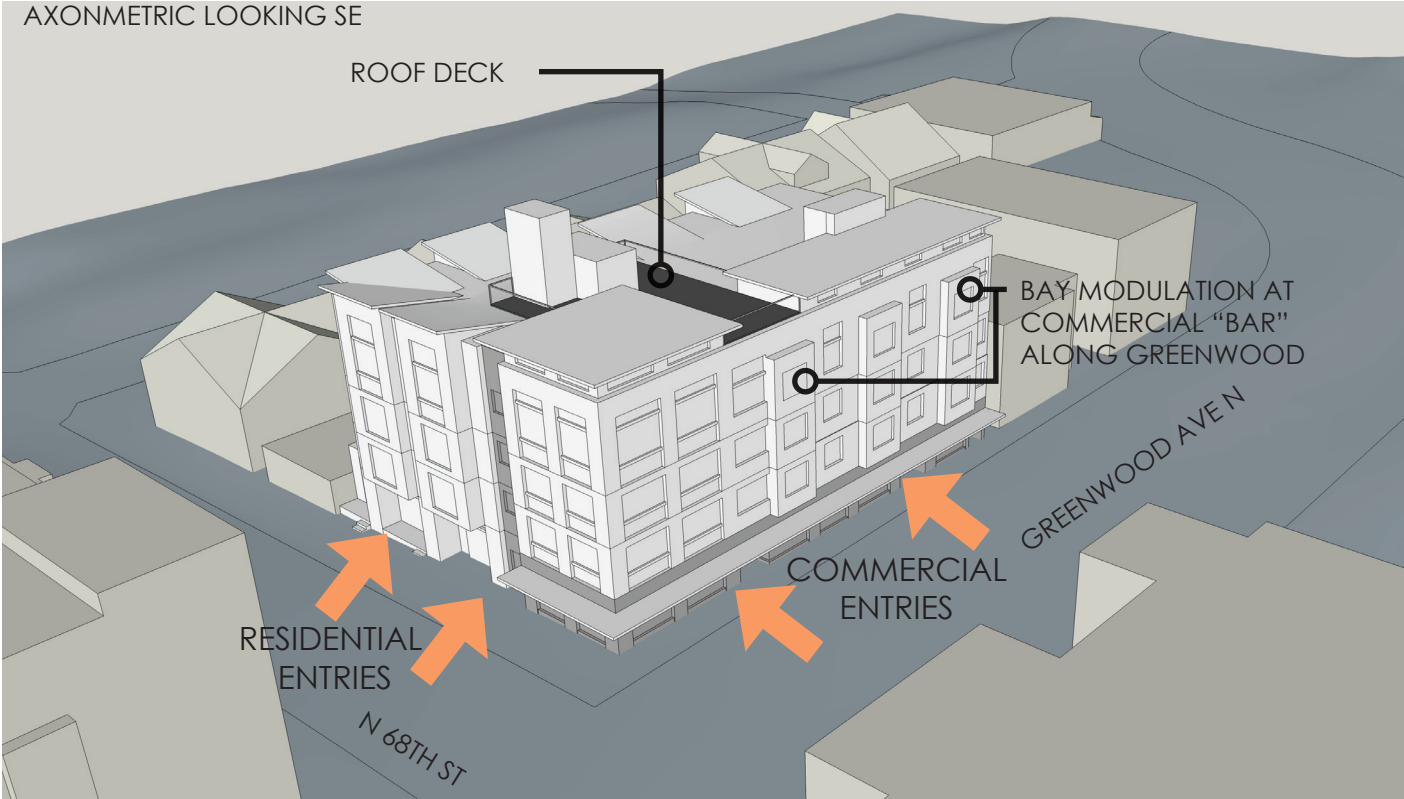 AXONMETRIC LOOKING SE
ROOF DECK
BAY MODULATION AT
COMMERCIAL “BAR”
ALONG GREENWOOD
GREENWOOD AVE N
COMMERCIAL
ENTRIES
RESIDENTIAL
ENTRIES
N 68TH ST